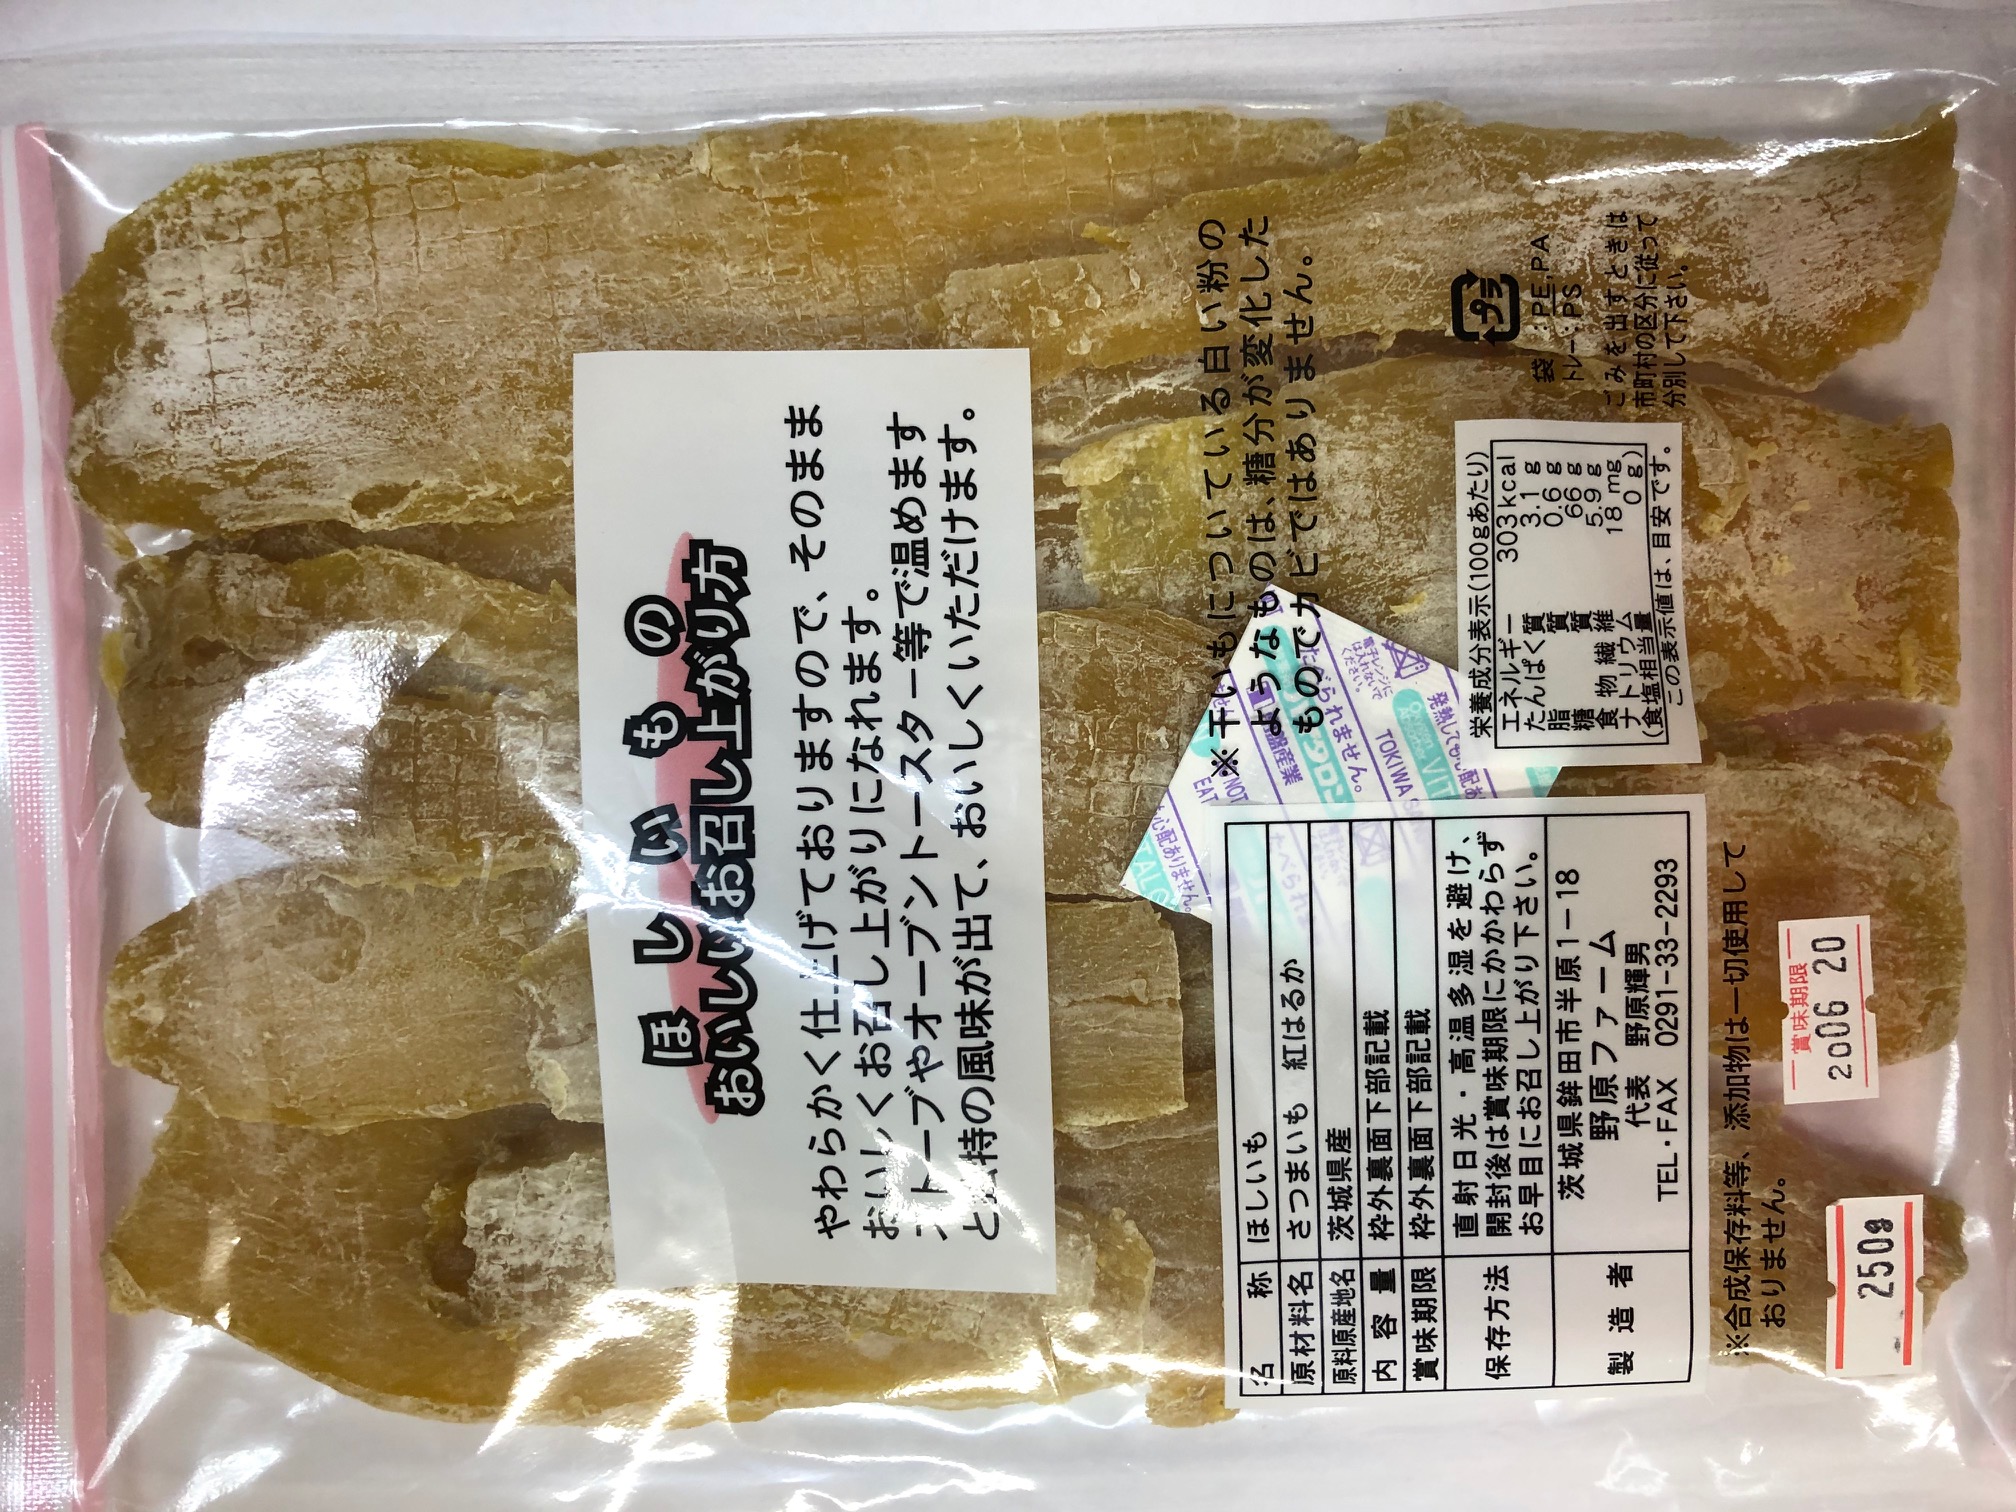 ほしいもの
おいしいお召し上がり方
やわらかく仕上げておりますので、そのまま
おいしくお召し上がりになれます。
ストーブやオーブントースター等で温めます
と独特の風味が出て、おいしくいただけます。
※干いもについている白い粉の
ようなものは、糖分が変化した
ものでカビではありません。
名称 ほしいも
原材料名 さつまいも 紅はるか
原料原産地名 茨城県産
内容量 枠外裏面下部記載
賞味期限 枠外裏面下部記載
保存方法 直射日光・高温多湿を避け、
開封後は賞味期限にかかわらず
お早目にお召し上がり下さい。
製造者 茨城県鉾田市半原1-18
野原ファーム
代表 野原輝男
TEL・FAX 0291-33-2293
栄養成分表示(100gあたり)
エネルギー 303kcal
たんぱく質 3.1g
脂質 0.6g
糖質 66g
食物繊維 5.9g
ナトリウム 18mg
(食塩相当量 0g)
この表示値は、目安です。
プラ
袋:PE,PA
トレー:PS
ごみを出すときは
市町村の区分に従って
分別して下さい。
※合成保存料等、添加物は一切使用して
おりません。
賞味期限
2006 20
250g
NOT
EAT
TOKIWA
VIT
心配ありません。